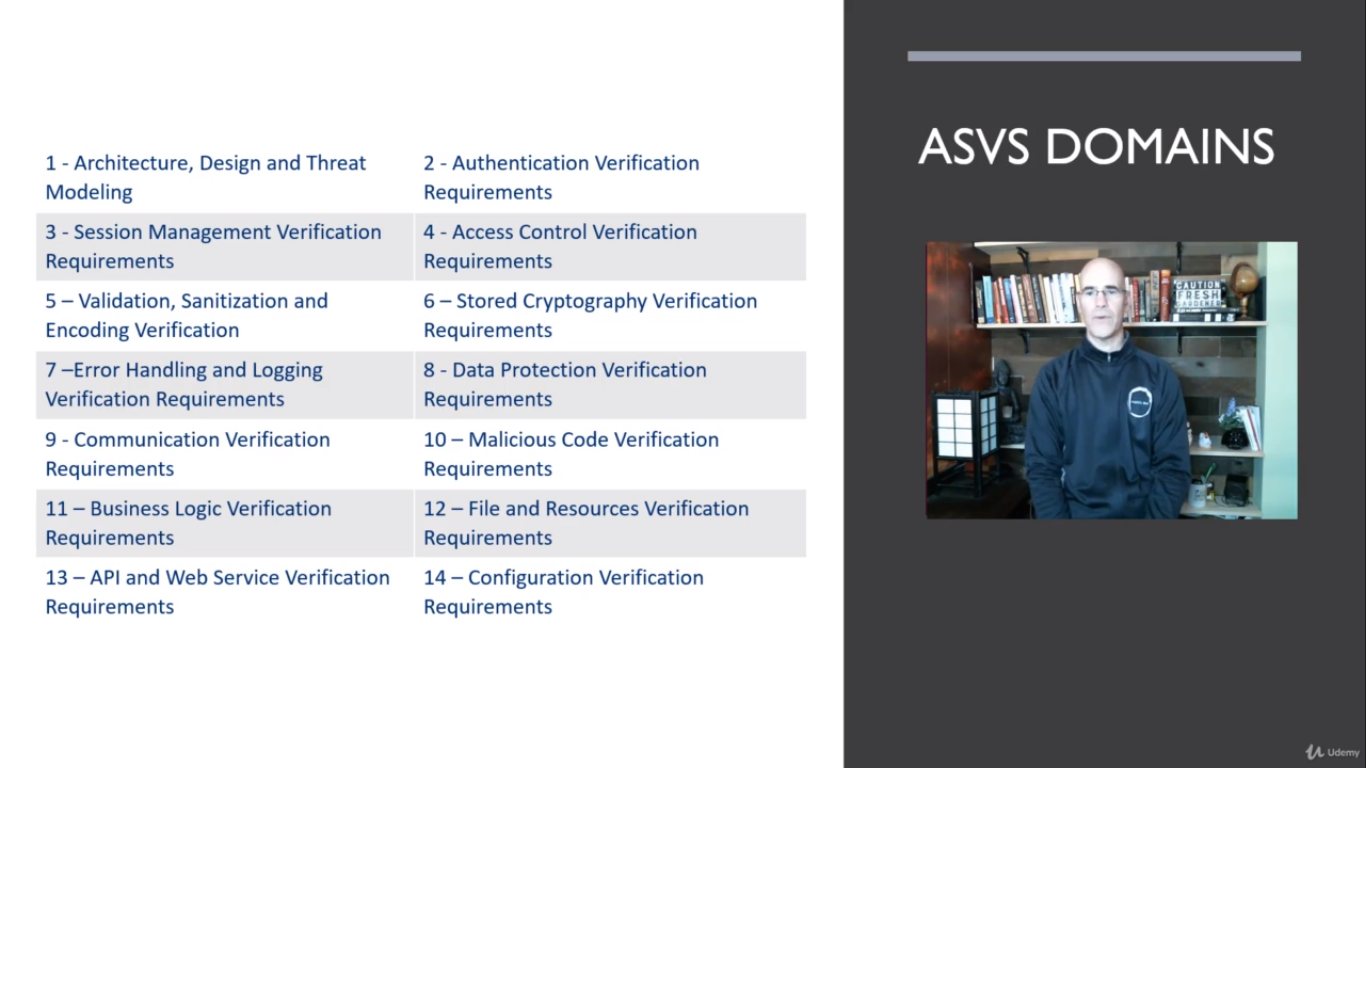 1 - Architecture, Design and Threat
Modeling
2 - Authentication Verification
Requirements
3 - Session Management Verification
Requirements
4 - Access Control Verification
Requirements
5 – Validation, Sanitization and
Encoding Verification
6 – Stored Cryptography Verification
Requirements
7 –Error Handling and Logging
Verification Requirements
8 - Data Protection Verification
Requirements
9 - Communication Verification
Requirements
10 – Malicious Code Verification
Requirements
11 – Business Logic Verification
Requirements
12 – File and Resources Verification
Requirements
13 – API and Web Service Verification
Requirements
14 – Configuration Verification
Requirements
ASVS DOMAINS
CAUTION
FRESH
GARDENER
Udemy